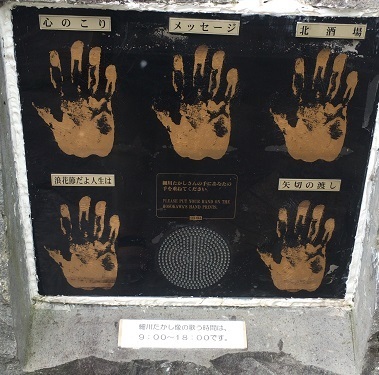 心のこり
メッセージ
北酒場
浪花節だよ人生は
細川たかしさんの手にあなたの
手を重ねてください。
PLEASE PUT YOUR HAND ON THE
HOSOKAWA'S HAND PRINTS.
矢切の渡し
細川たかし像の歌う時間は、
9:00〜18:00です。